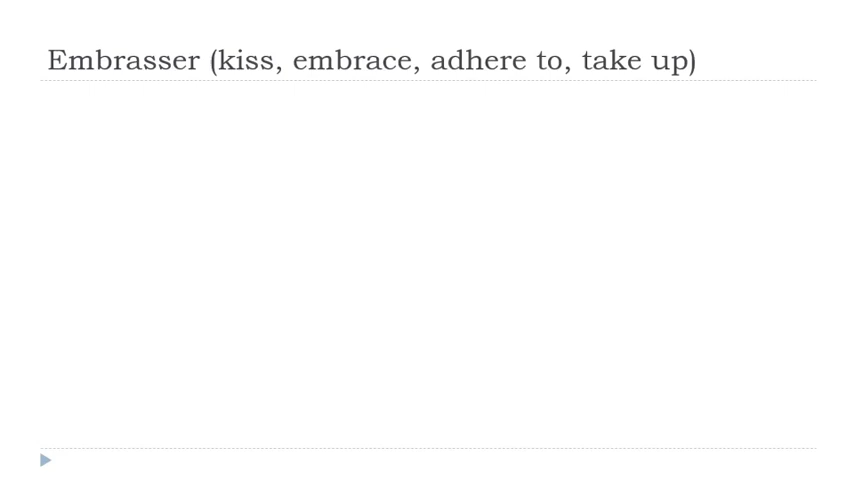 Embrasser (kiss, embrace, adhere to, take up)